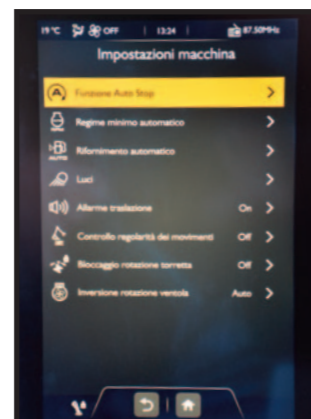 19°C OFF 13:24 87.50MHz
Impostazioni macchina
Funzione Auto Stop
Regime minimo automatico
AUTO Rifornimento automatico
Luci
Allarme traslazione On
Controllo regolarità dei movimenti Off
Bloccaggio rotazione torretta Off
Inversione rotazione ventola Auto